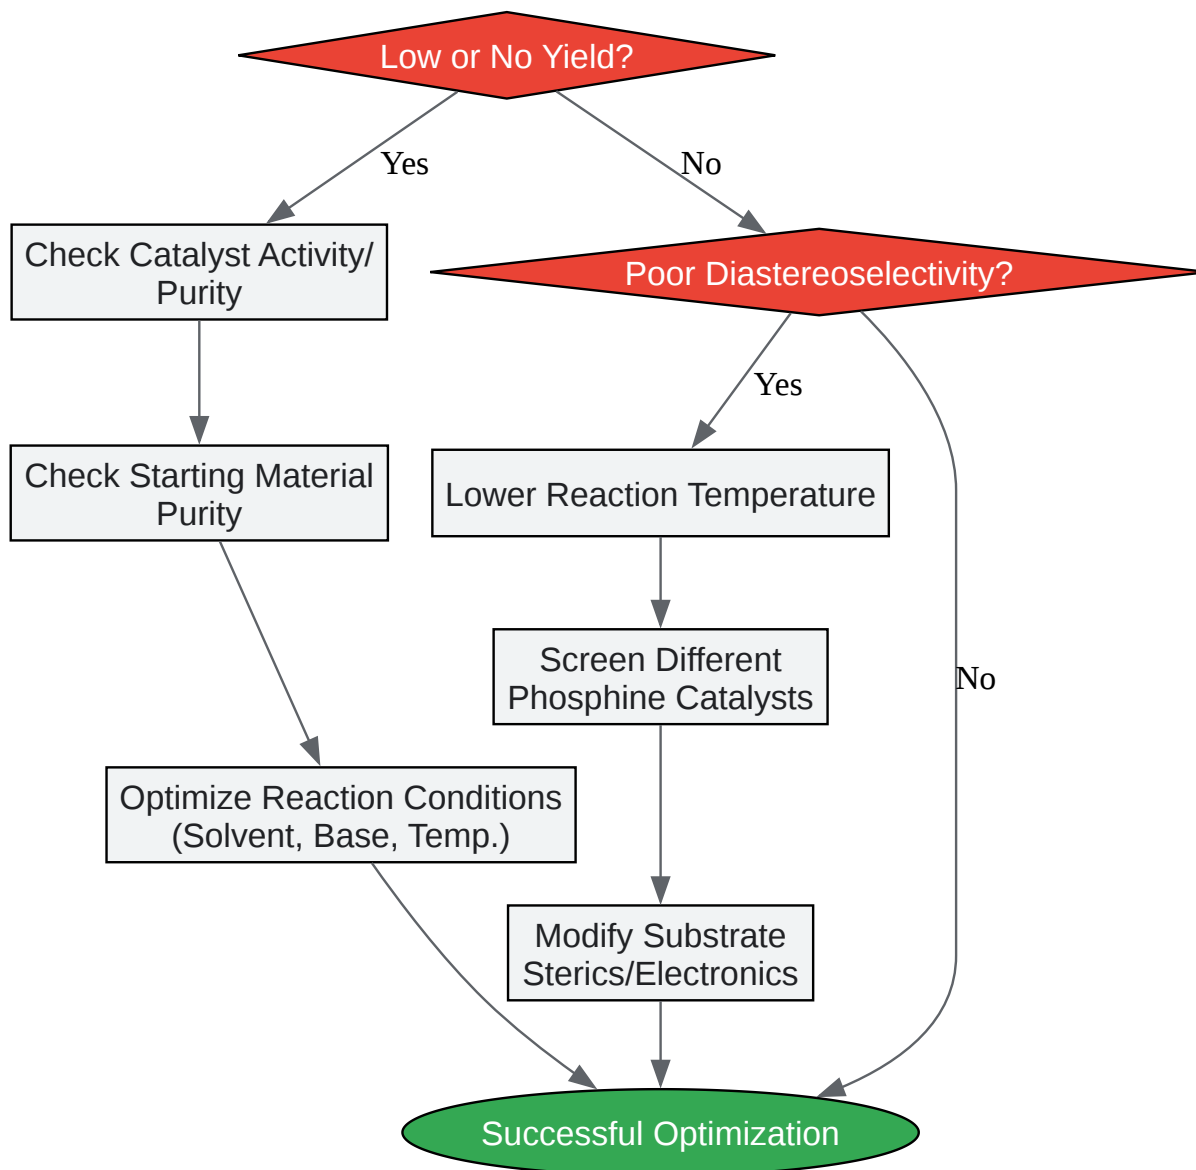 Low or No Yield?
Yes
No
Check Catalyst Activity/
Purity
Poor Diastereoselectivity?
Yes
Check Starting Material
Purity
Lower Reaction Temperature
Screen Different
Phosphine Catalysts
No
Optimize Reaction Conditions
(Solvent, Base, Temp.)
Modify Substrate
Sterics/Electronics
Successful Optimization